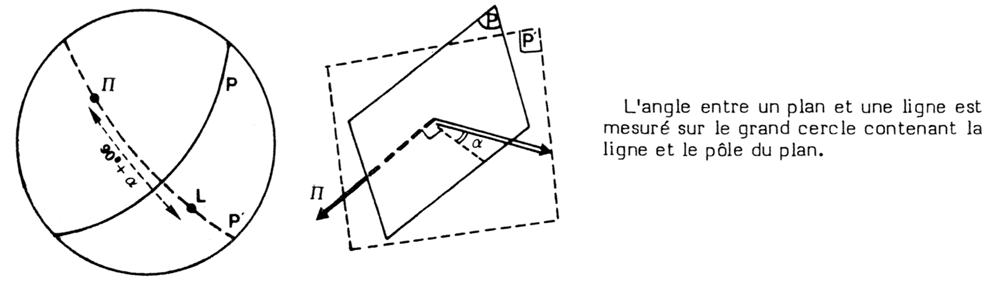 Π
P
90° + α
L
P'
P
P'
α
Π
L'angle entre un plan et une ligne est
mesuré sur le grand cercle contenant la
ligne et le pôle du plan.